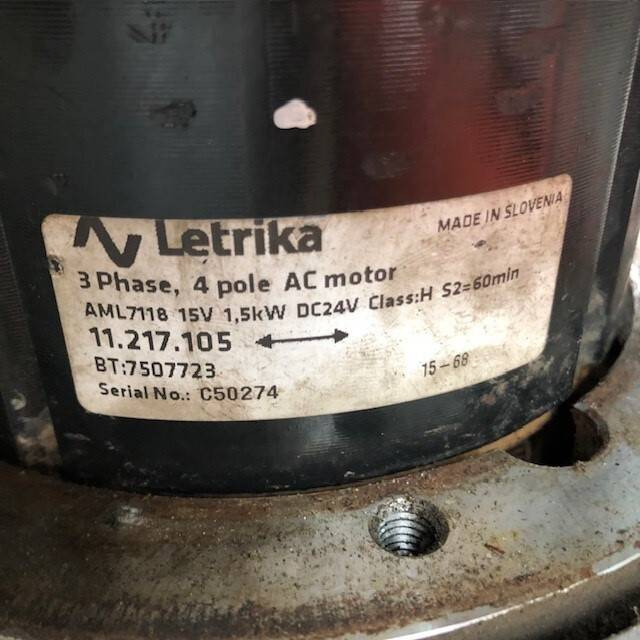 Letrika
MADE IN SLOVENIA
3 Phase, 4 pole AC motor
AML7118 15V 1,5kW DC24V Class:H S2=60min
11.217.105
BT:7507723
15-68
Serial No.: C50274